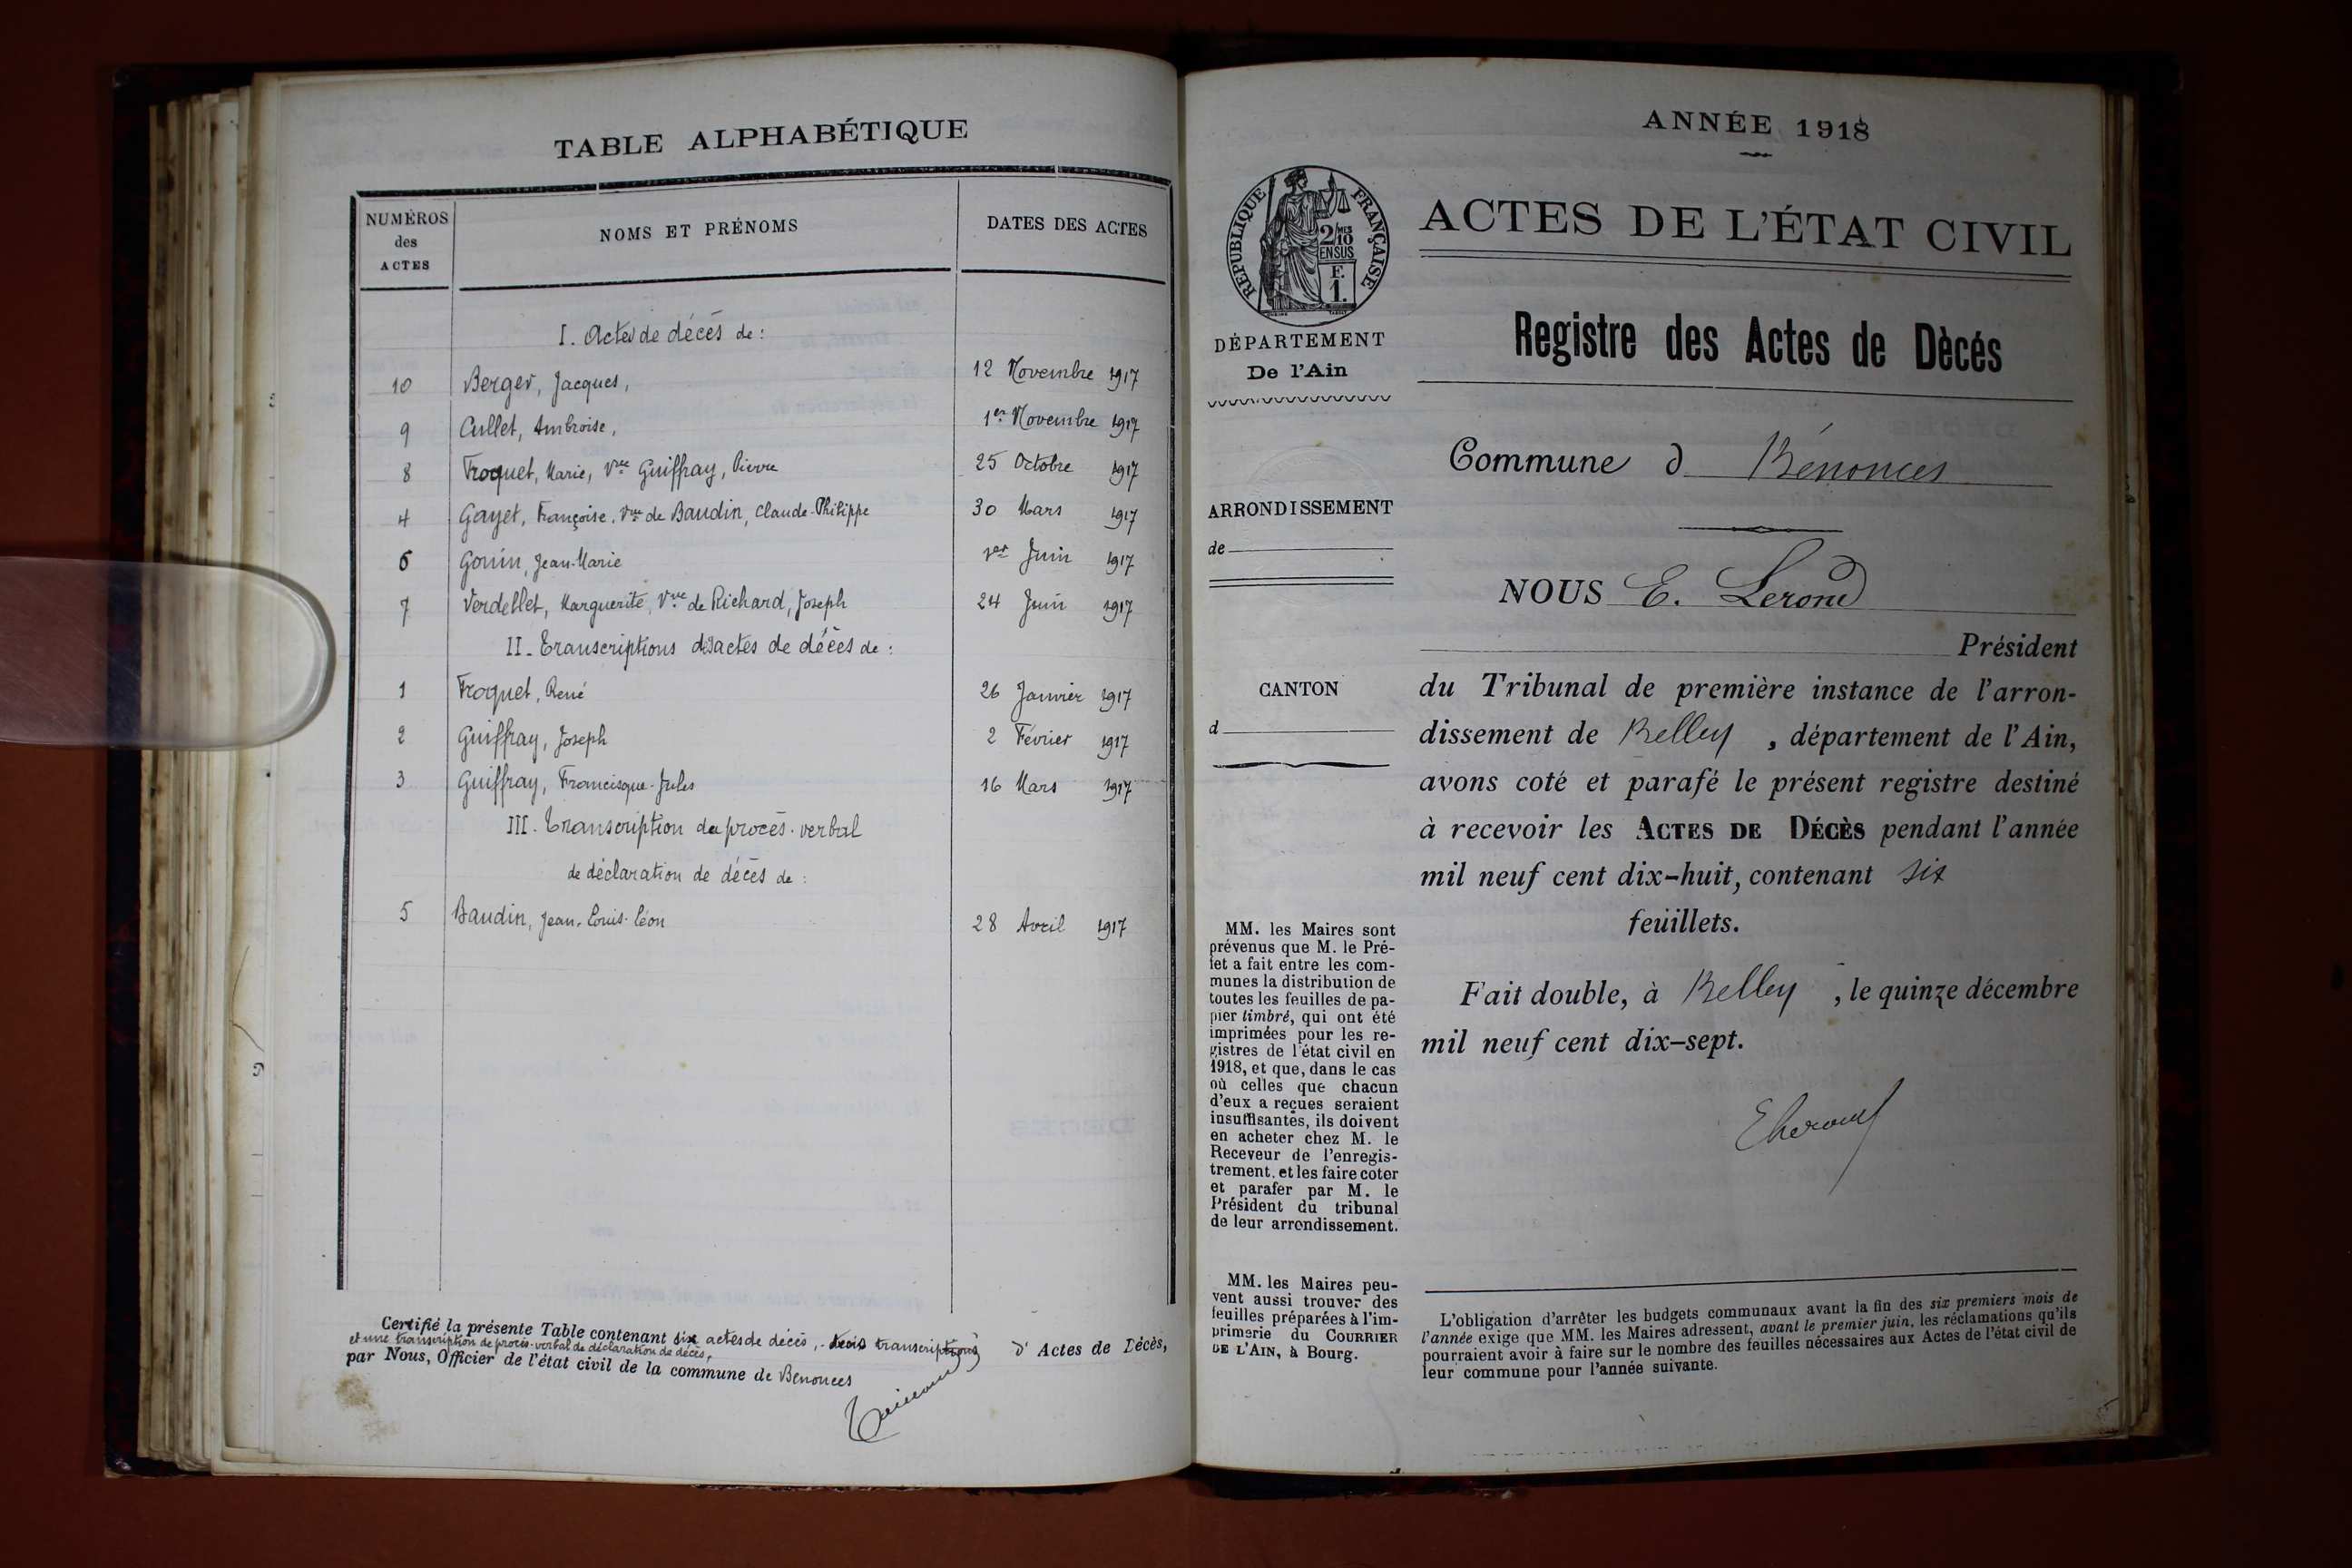 TABLE ALPHABÉTIQUE
NUMÉROS
des
ACTES
NOMS ET PRÉNOMS
DATES DES ACTES
I. Actes de décès de :
10 Berger, Jacques, 12 Novembre 1917
9 Cullet, Ambroise, 1er Novembre 1917
8 Troquet, Marie, Vve Guiffray, Pierre 25 Octobre 1917
4 Gayet, Françoise, Vve de Baudin, Claude-Philippe 30 Mars 1917
6 Gonin, Jean-Marie 1er Juin 1917
7 Verdellet, Marguerite, Vve de Richard, Joseph 24 Juin 1917
II. Transcriptions des actes de décès de :
1 Troquet, René 26 Janvier 1917
2 Guiffray, Joseph 2 Février 1917
3 Guiffray, Francisque-Jules 16 Mars 1917
III. Transcription du procès-verbal
de déclaration de décès de :
5 Baudin, Jean-Louis-Léon 28 Avril 1917
Certifié la présente Table contenant six actes de décès, trois transcriptions d'Actes de Décès,
et une transcription de procès-verbal de déclaration de décès,
par Nous, Officier de l'état civil de la commune de Bénonces
ANNÉE 1918
RÉPUBLIQUE FRANÇAISE
2/10
MES
EN SUS
F.
1.
ACTES DE L'ÉTAT CIVIL
DÉPARTEMENT
De l'Ain
Registre des Actes de Dècés
Commune d Bénonces
ARRONDISSEMENT
de
NOUS E. Lerond
Président
CANTON
d
du Tribunal de première instance de l'arron-
dissement de Belley, département de l'Ain,
avons coté et parafé le présent registre destiné
à recevoir les ACTES DE DÉCÈS pendant l'année
mil neuf cent dix-huit, contenant six
feuillets.
Fait double, à Belley, le quinze décembre
mil neuf cent dix-sept.
MM. les Maires sont
prévenus que M. le Pré-
fet a fait entre les com-
munes la distribution de
toutes les feuilles de pa-
pier timbré, qui ont été
imprimées pour les re-
gistres de l'état civil en
1918, et que, dans le cas
où celles que chacun
d'eux a reçues seraient
insuffisantes, ils doivent
en acheter chez M. le
Receveur de l'enregis-
trement, et les faire coter
et parafer par M. le
Président du tribunal
de leur arrondissement.
MM. les Maires peu-
vent aussi trouver des
feuilles préparées à l'im-
primerie du COURRIER
DE L'AIN, à Bourg.
L'obligation d'arrêter les budgets communaux avant la fin des six premiers mois de
l'année exige que MM. les Maires adressent, avant le premier juin, les réclamations qu'ils
pourraient avoir à faire sur le nombre des feuilles nécessaires aux Actes de l'état civil de
leur commune pour l'année suivante.